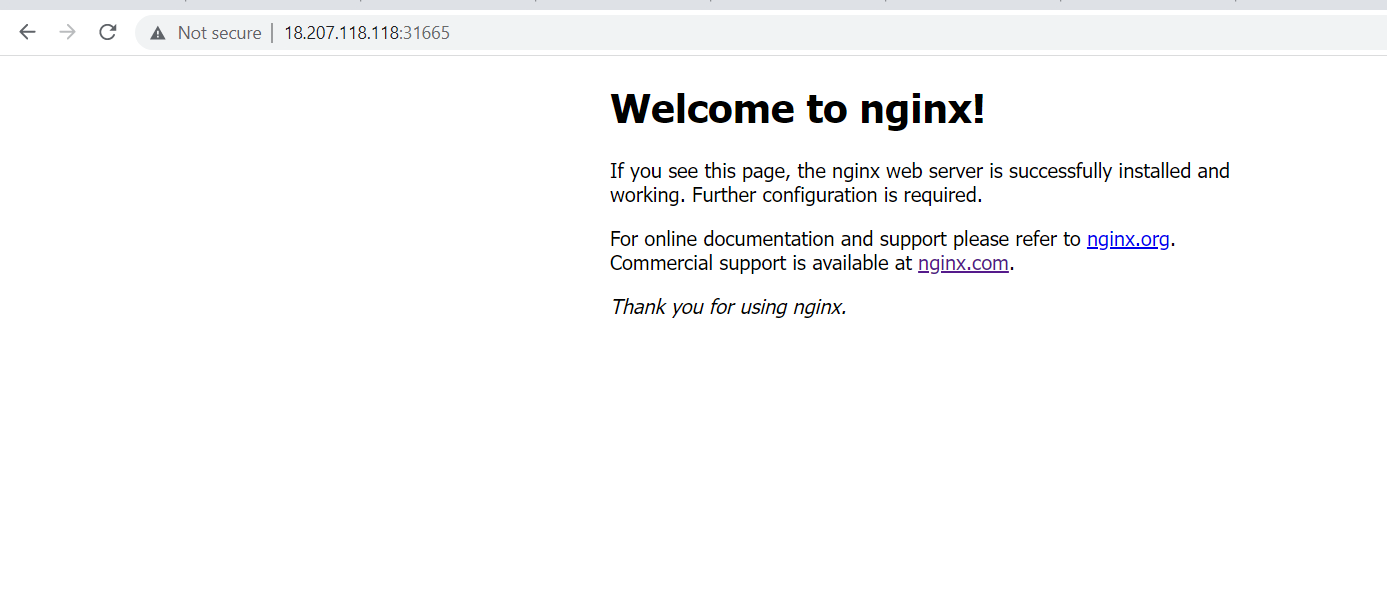 Not secure | 18.207.118.118:31665
Welcome to nginx!
If you see this page, the nginx web server is successfully installed and
working. Further configuration is required.
For online documentation and support please refer to nginx.org.
Commercial support is available at nginx.com.
Thank you for using nginx.